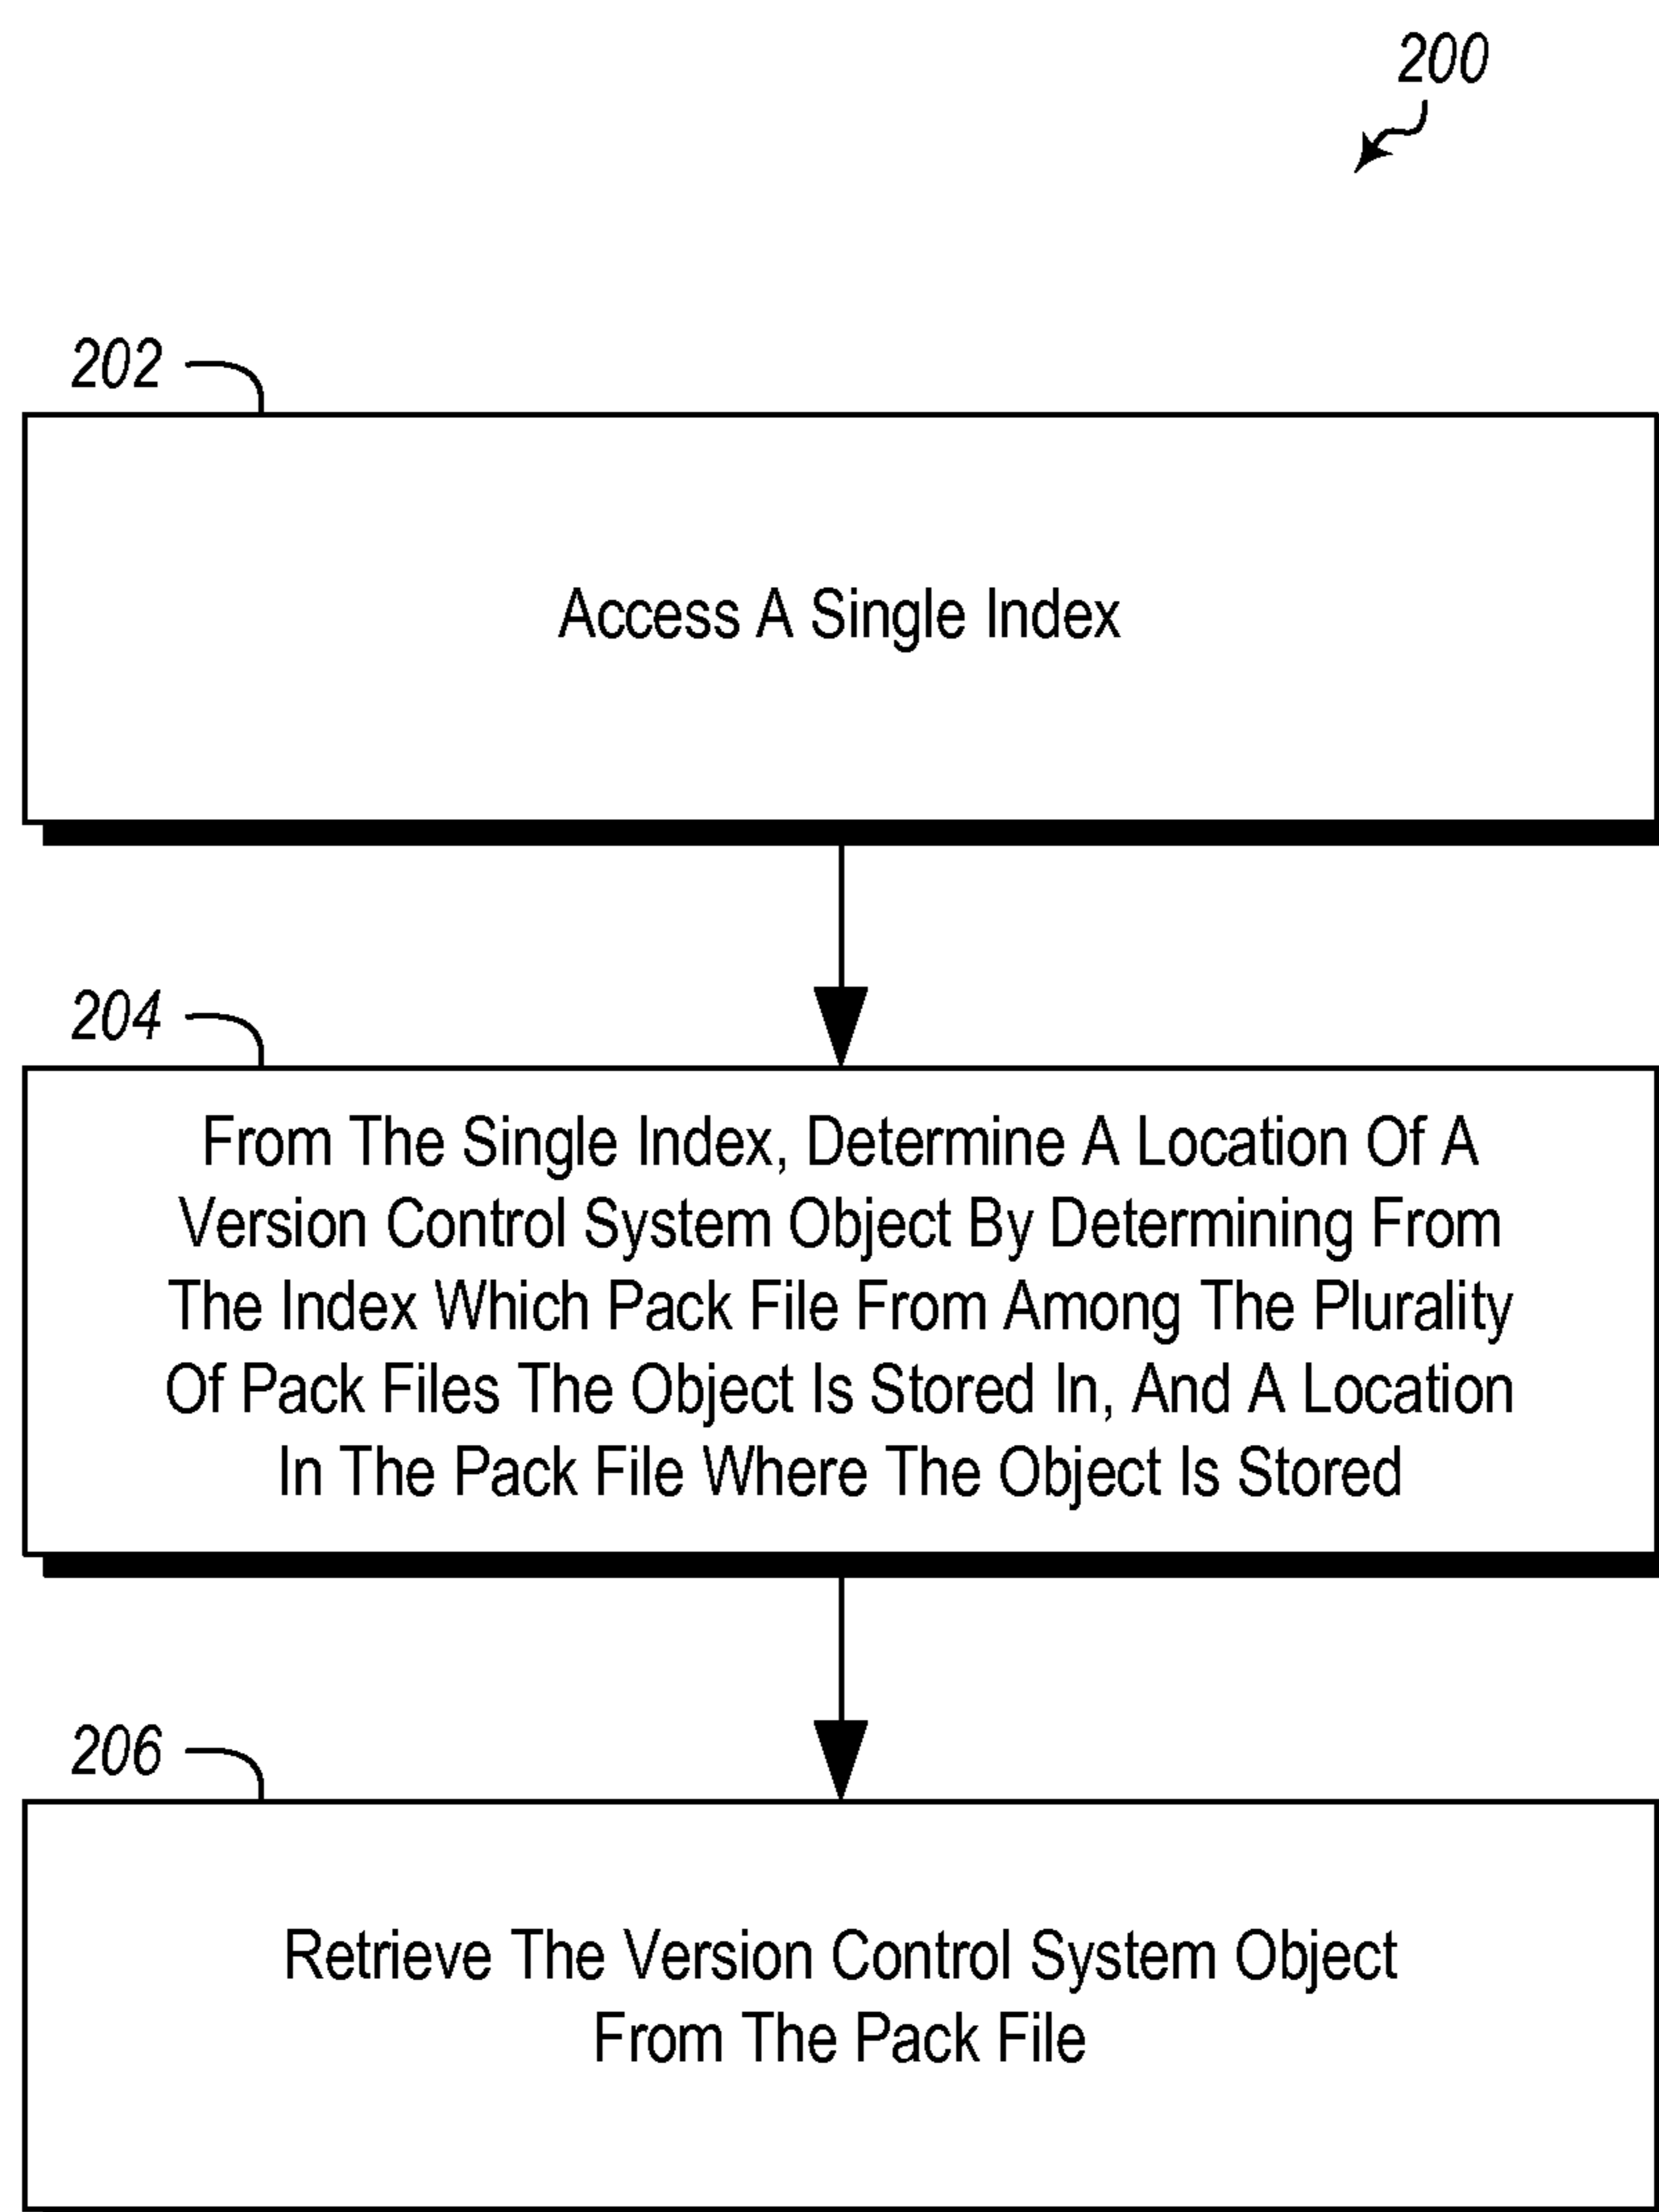 200
202
Access A Single Index
204
From The Single Index, Determine A Location Of A
Version Control System Object By Determining From
The Index Which Pack File From Among The Plurality
Of Pack Files The Object Is Stored In, And A Location
In The Pack File Where The Object Is Stored
206
Retrieve The Version Control System Object
From The Pack File